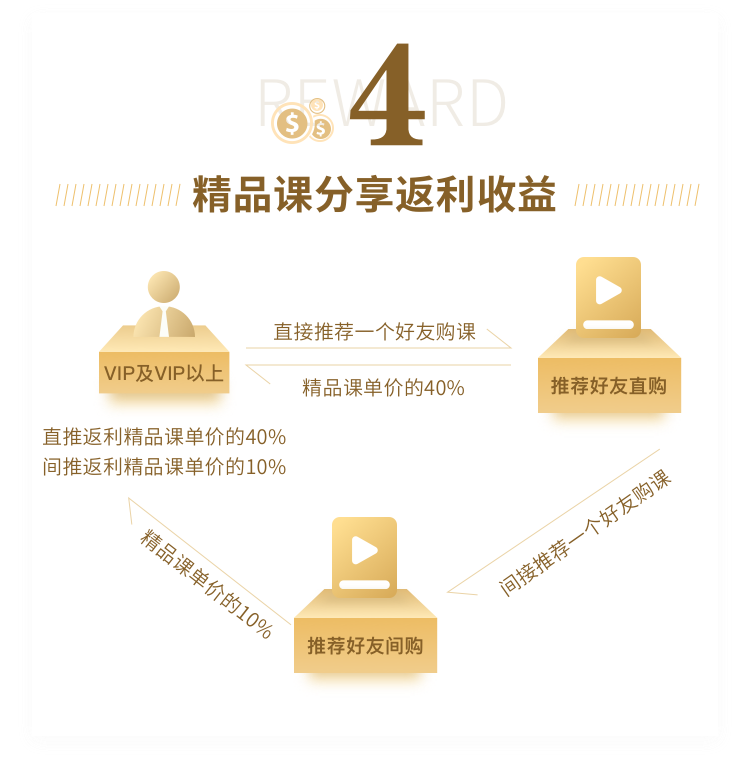 REWARD
4
精品课分享返利收益
直接推荐一个好友购课
VIP及VIP以上
精品课单价的40%
推荐好友直购
直推返利精品课单价的40%
间推返利精品课单价的10%
精品课单价的10%
间接推荐一个好友购课
推荐好友间购